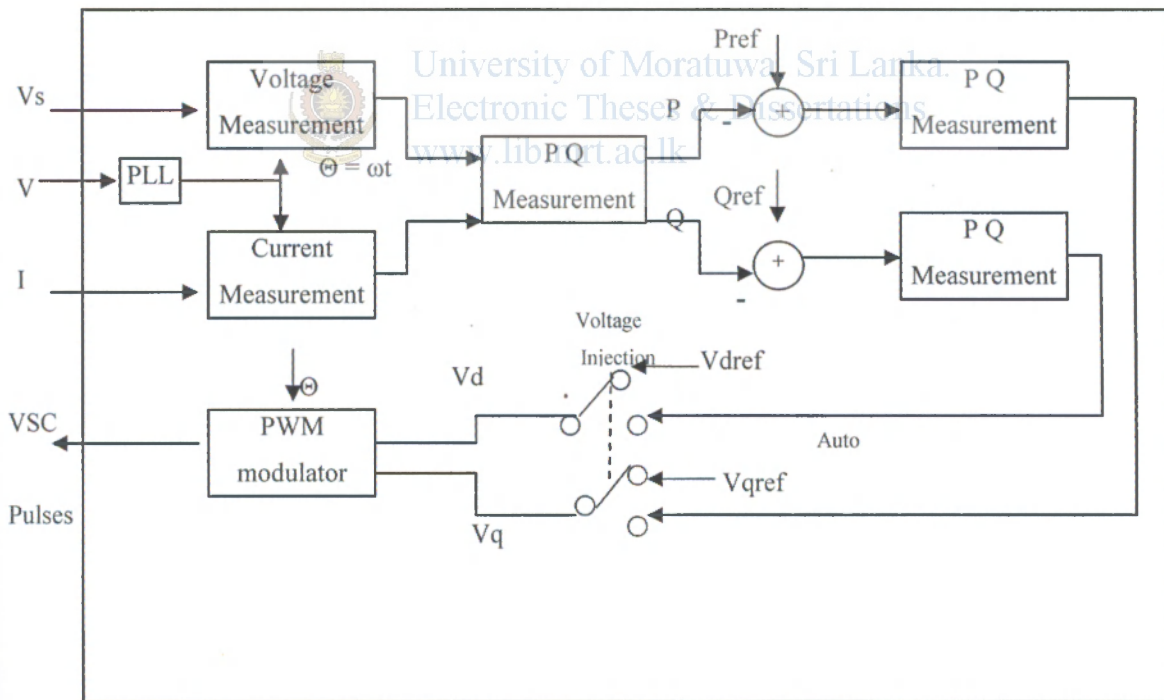 Pref
University of Moratuwa, Sri Lanka.
Electronic Theses & Dissertations
www.lib.mrt.ac.lk
Vs
Voltage
Measurement
P
-
+
P Q
Measurement
V
PLL
Θ = ωt
P Q
Measurement
Qref
Q
I
Current
Measurement
+
-
P Q
Measurement
Voltage
Injection
Vdref
Θ
Vd
VSC
Pulses
PWM
modulator
Auto
Vqref
Vq